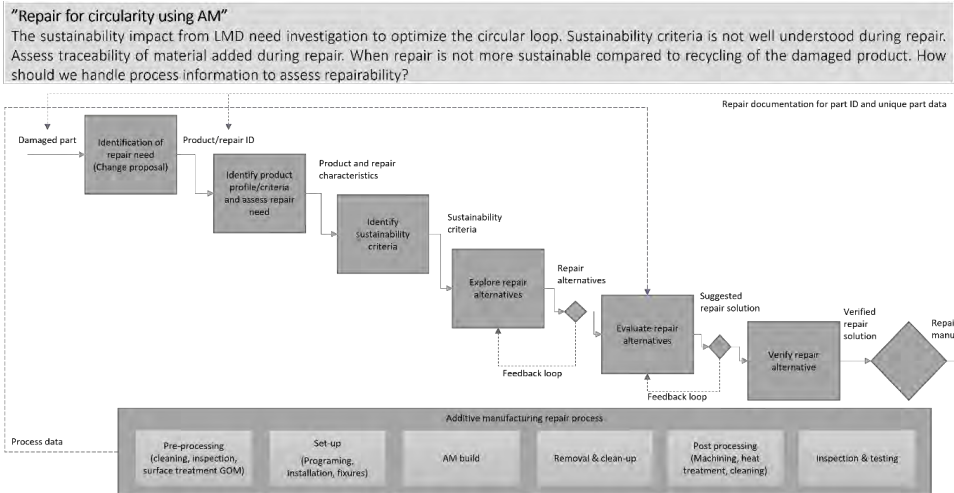 "Repair for circularity using AM"
The sustainability impact from LMD need investigation to optimize the circular loop. Sustainability criteria is not well understood during repair.
Assess traceability of material added during repair. When repair is not more sustainable compared to recycling of the damaged product. How
should we handle process information to assess repairability?
Repair documentation for part ID and unique part data
Damaged part
Identification of
repair need
(Change proposal)
Product/repair ID
Identify product
profile/criteria
and assess repair
need
Product and repair
characteristics
Identify
sustainability
criteria
Sustainability
criteria
Explore repair
alternatives
Repair
alternatives
Feedback loop
Evaluate repair
alternatives
Suggested
repair solution
Feedback loop
Verify repair
alternative
Verified
repair
solution
Repai
manu
Process data
Additive manufacturing repair process
Pre-processing
(cleaning, inspection,
surface treatment GOM)
Set-up
(Programing,
installation, fixures)
AM build
Removal & clean-up
Post processing
(Machining, heat
treatment, cleaning)
Inspection & testing